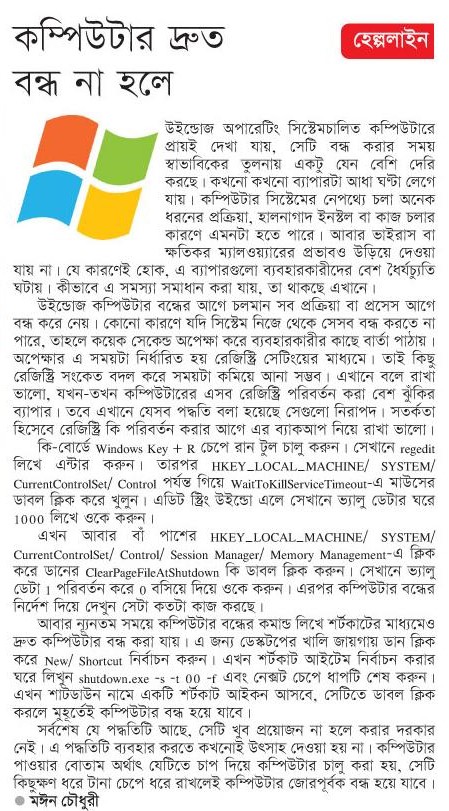 কম্পিউটার দ্রুত
বন্ধ না হলে
হেল্পলাইন
উইন্ডোজ অপারেটিং সিস্টেমচালিত কম্পিউটারে
প্রায়ই দেখা যায়, সেটি বন্ধ করার সময়
স্বাভাবিকের তুলনায় একটু যেন বেশি দেরি
করছে। কখনো কখনো ব্যাপারটা আধা ঘণ্টা লেগে
যায়। কম্পিউটার সিস্টেমের নেপথ্যে চলা অনেক
ধরনের প্রক্রিয়া, হালনাগাদ ইনস্টল বা কাজ চলার
কারণে এমনটা হতে পারে। আবার ভাইরাস বা
ক্ষতিকর ম্যালওয়্যারের প্রভাবও উড়িয়ে দেওয়া
যায় না। যে কারণেই হোক, এ ব্যাপারগুলো ব্যবহারকারীদের বেশ ধৈর্যচ্যুতি
ঘটায়। কীভাবে এ সমস্যা সমাধান করা যায়, তা থাকছে এখানে।
উইন্ডোজ কম্পিউটার বন্ধের আগে চলমান সব প্রক্রিয়া বা প্রসেস আগে
বন্ধ করে নেয়। কোনো কারণে যদি সিস্টেম নিজে থেকে সেসব বন্ধ করতে না
পারে, তাহলে কয়েক সেকেন্ড অপেক্ষা করে ব্যবহারকারীর কাছে বার্তা পাঠায়।
অপেক্ষার এ সময়টা নির্ধারিত হয় রেজিস্ট্রি সেটিংয়ের মাধ্যমে। তাই কিছু
রেজিস্ট্রি সংকেত বদল করে সময়টা কমিয়ে আনা সম্ভব। এখানে বলে রাখা
ভালো, যখন-তখন কম্পিউটারের এসব রেজিস্ট্রি পরিবর্তন করা বেশ ঝুঁকির
ব্যাপার। তবে এখানে যেসব পদ্ধতি বলা হয়েছে সেগুলো নিরাপদ। সতর্কতা
হিসেবে রেজিস্ট্রি কি পরিবর্তন করার আগে এর ব্যাকআপ নিয়ে রাখা ভালো।
কি-বোর্ডে Windows Key + R চেপে রান টুল চালু করুন। সেখানে regedit
লিখে এন্টার করুন। তারপর HKEY_LOCAL_MACHINE/ SYSTEM/
CurrentControlSet/ Control পর্যন্ত গিয়ে WaitToKillServiceTimeout-এ মাউসের
ডাবল ক্লিক করে খুলুন। এডিট স্ট্রিং উইন্ডো এলে সেখানে ভ্যালু ডেটার ঘরে
1000 লিখে ওকে করুন।
এখন আবার বাঁ পাশের HKEY_LOCAL_MACHINE/ SYSTEM/
CurrentControlSet/ Control/ Session Manager/ Memory Management-এ ক্লিক
করে ডানের ClearPageFileAtShutdown কি ডাবল ক্লিক করুন। সেখানে ভ্যালু
ডেটা 1 পরিবর্তন করে 0 বসিয়ে দিয়ে ওকে করুন। এরপর কম্পিউটার বন্ধের
নির্দেশ দিয়ে দেখুন সেটা কতটা কাজ করছে।
আবার ন্যূনতম সময়ে কম্পিউটার বন্ধের কমান্ড লিখে শর্টকাটের মাধ্যমেও
দ্রুত কম্পিউটার বন্ধ করা যায়। এ জন্য ডেস্কটপের খালি জায়গায় ডান ক্লিক
করে New/ Shortcut নির্বাচন করুন। এখন শর্টকাট আইটেম নির্বাচন করার
ঘরে লিখুন shutdown.exe -s -t 00 -f এবং নেক্সট চেপে ধাপটি শেষ করুন।
এখন শাটডাউন নামে একটি শর্টকাট আইকন আসবে, সেটিতে ডাবল ক্লিক
করলে মুহূর্তেই কম্পিউটার বন্ধ হয়ে যাবে।
সর্বশেষ যে পদ্ধতিটি আছে, সেটি খুব প্রয়োজন না হলে করার দরকার
নেই। এ পদ্ধতিটি ব্যবহার করতে কখনোই উৎসাহ দেওয়া হয় না। কম্পিউটার
পাওয়ার বোতাম অর্থাৎ যেটিতে চাপ দিয়ে কম্পিউটার চালু করা হয়, সেটি
কিছুক্ষণ ধরে টানা চেপে ধরে রাখলেই কম্পিউটার জোরপূর্বক বন্ধ হয়ে যাবে।
মঈন চৌধুরী